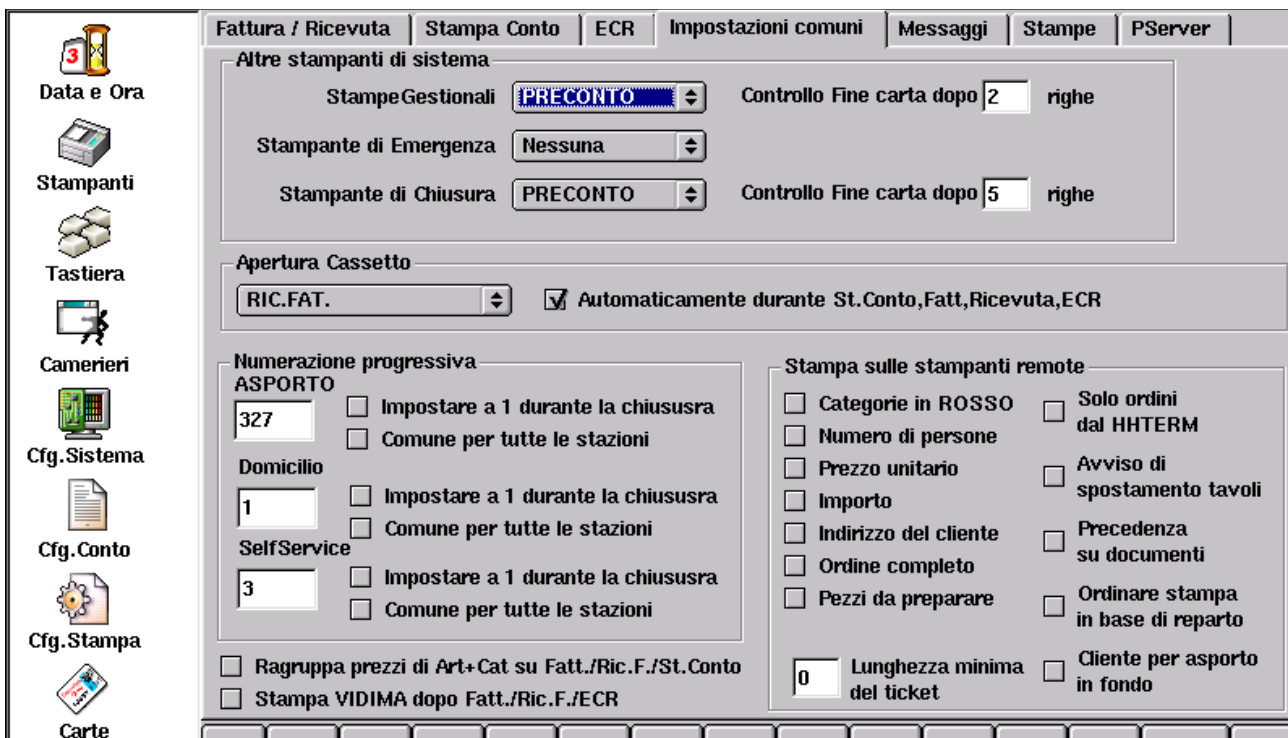 Fattura / Ricevuta
Stampa Conto
ECR
Impostazioni comuni
Messaggi
Stampe
PServer
3
Data e Ora
Stampanti
Tastiera
Camerieri
Cfg.Sistema
Cfg.Conto
Cfg.Stampa
Carte
Altre stampanti di sistema
StampeGestionali PRECONTO Controllo Fine carta dopo 2 righe
Stampante di Emergenza Nessuna
Stampante di Chiusura PRECONTO Controllo Fine carta dopo 5 righe
Apertura Cassetto
RIC.FAT. Automaticamente durante St.Conto,Fatt,Ricevuta,ECR
Numerazione progressiva
ASPORTO
327
Impostare a 1 durante la chiususra
Comune per tutte le stazioni
Domicilio
1
Impostare a 1 durante la chiususra
Comune per tutte le stazioni
SelfService
3
Impostare a 1 durante la chiususra
Comune per tutte le stazioni
Ragruppa prezzi di Art+Cat su Fatt./Ric.F./St.Conto
Stampa VIDIMA dopo Fatt./Ric.F./ECR
Stampa sulle stampanti remote
Categorie in ROSSO
Numero di persone
Prezzo unitario
Importo
Indirizzo del cliente
Ordine completo
Pezzi da preparare
0
Lunghezza minima
del ticket
Solo ordini
dal HHTERM
Avviso di
spostamento tavoli
Precedenza
su documenti
Ordinare stampa
in base di reparto
Cliente per asporto
in fondo